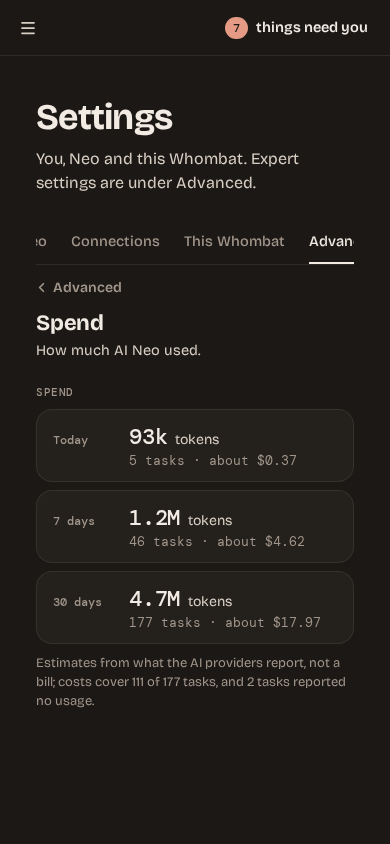 7 things need you
Settings
You, Neo and this Whombat. Expert
settings are under Advanced.
Connections This Whombat
Advanced
Spend
How much AI Neo used.
SPEND
Today 93k tokens
5 tasks · about $0.37
7 days 1.2M tokens
46 tasks · about $4.62
30 days 4.7M tokens
177 tasks · about $17.97
Estimates from what the AI providers report, not a
bill; costs cover 111 of 177 tasks, and 2 tasks reported
no usage.